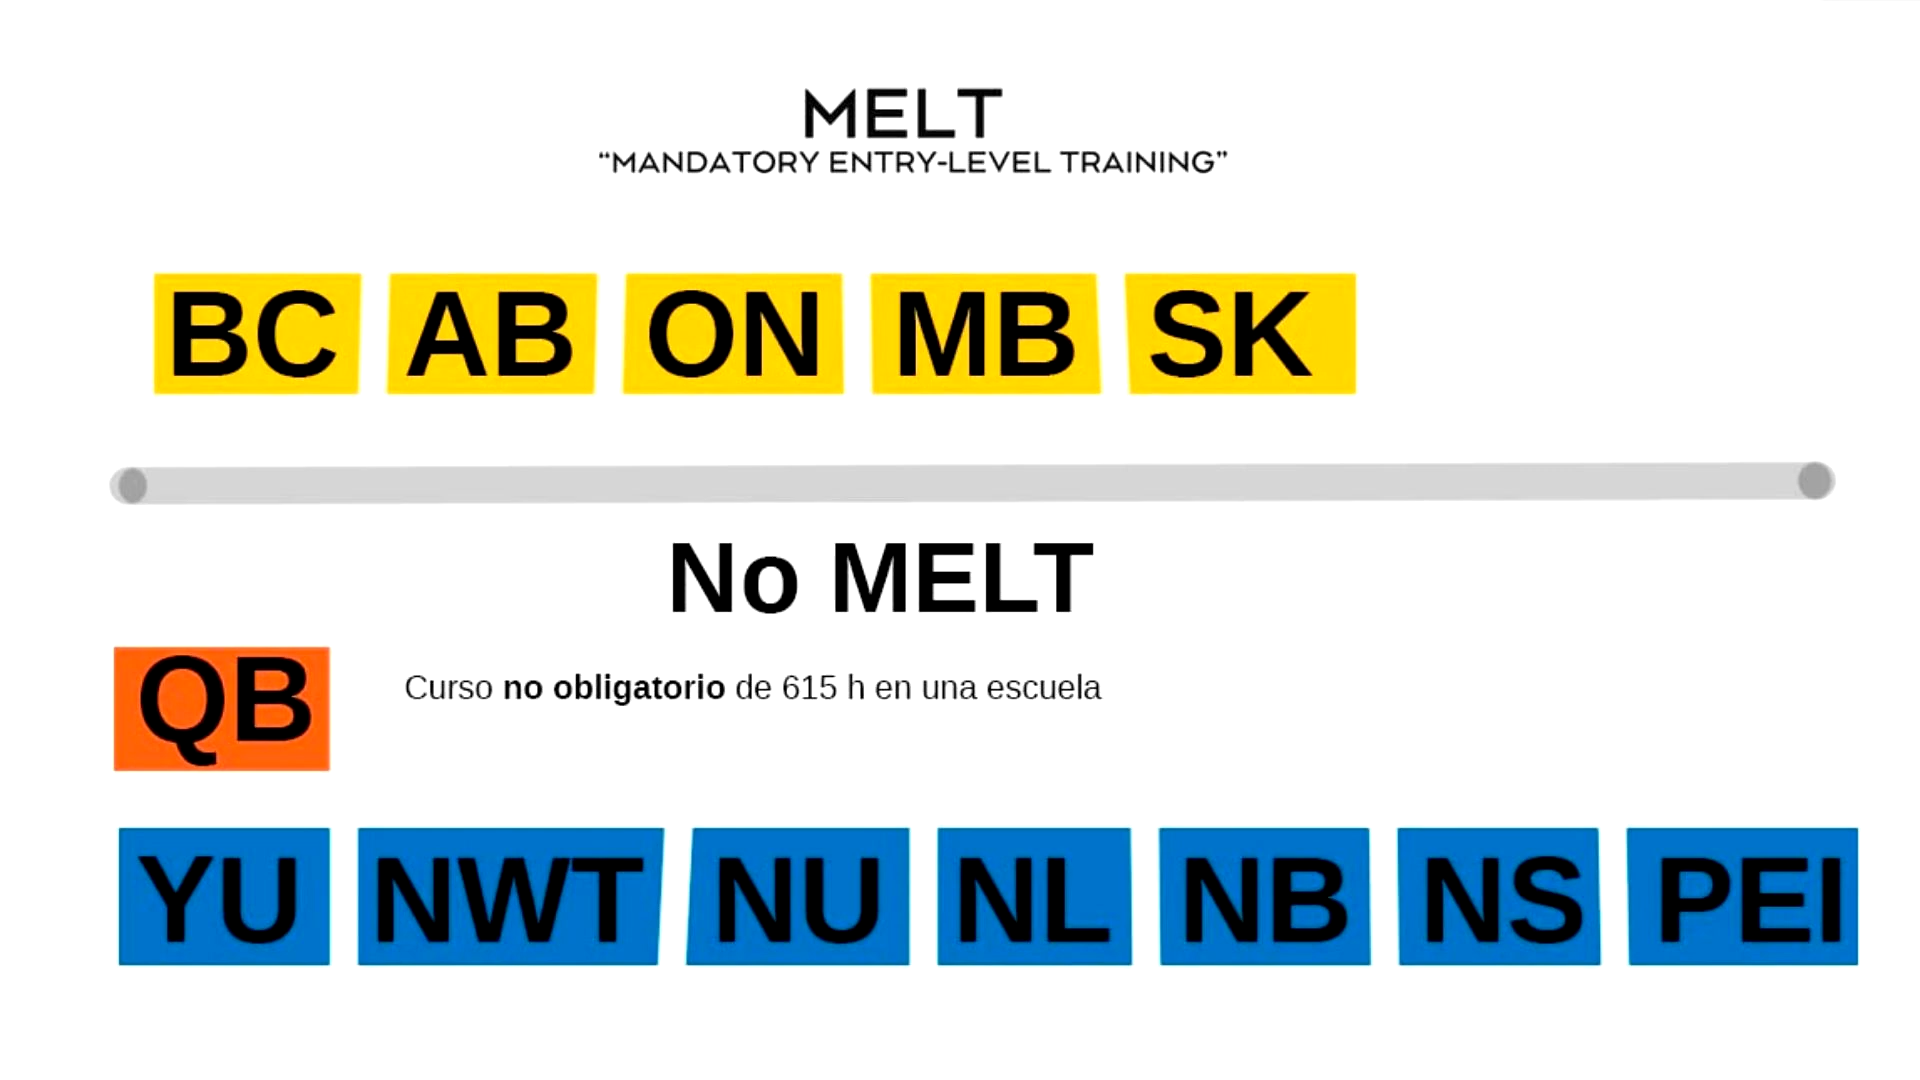 MELT
“MANDATORY ENTRY-LEVEL TRAINING”
BC AB ON MB SK
No MELT
QB Curso no obligatorio de 615 h en una escuela
YU NWT NU NL NB NS PEI